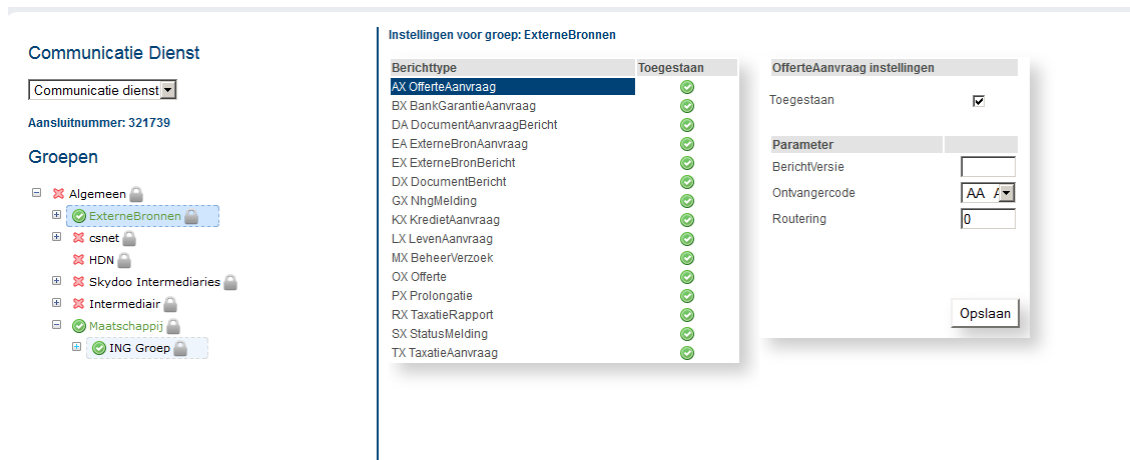 Communicatie Dienst
Communicatie dienst
Aansluitnummer: 321739
Groepen
Algemeen
ExterneBronnen
csnet
HDN
Skydoo Intermediaries
Intermediair
Maatschappij
ING Groep
Instellingen voor groep: ExterneBronnen
Berichttype Toegestaan
AX OfferteAanvraag
BX BankGarantieAanvraag
DA DocumentAanvraagBericht
EA ExterneBronAanvraag
EX ExterneBronBericht
DX DocumentBericht
GX NhgMelding
KX KredietAanvraag
LX LevenAanvraag
MX BeheerVerzoek
OX Offerte
PX Prolongatie
RX TaxatieRapport
SX StatusMelding
TX TaxatieAanvraag
OfferteAanvraag instellingen
Toegestaan
Parameter
BerichtVersie
Ontvangercode AA
Routering 0
Opslaan